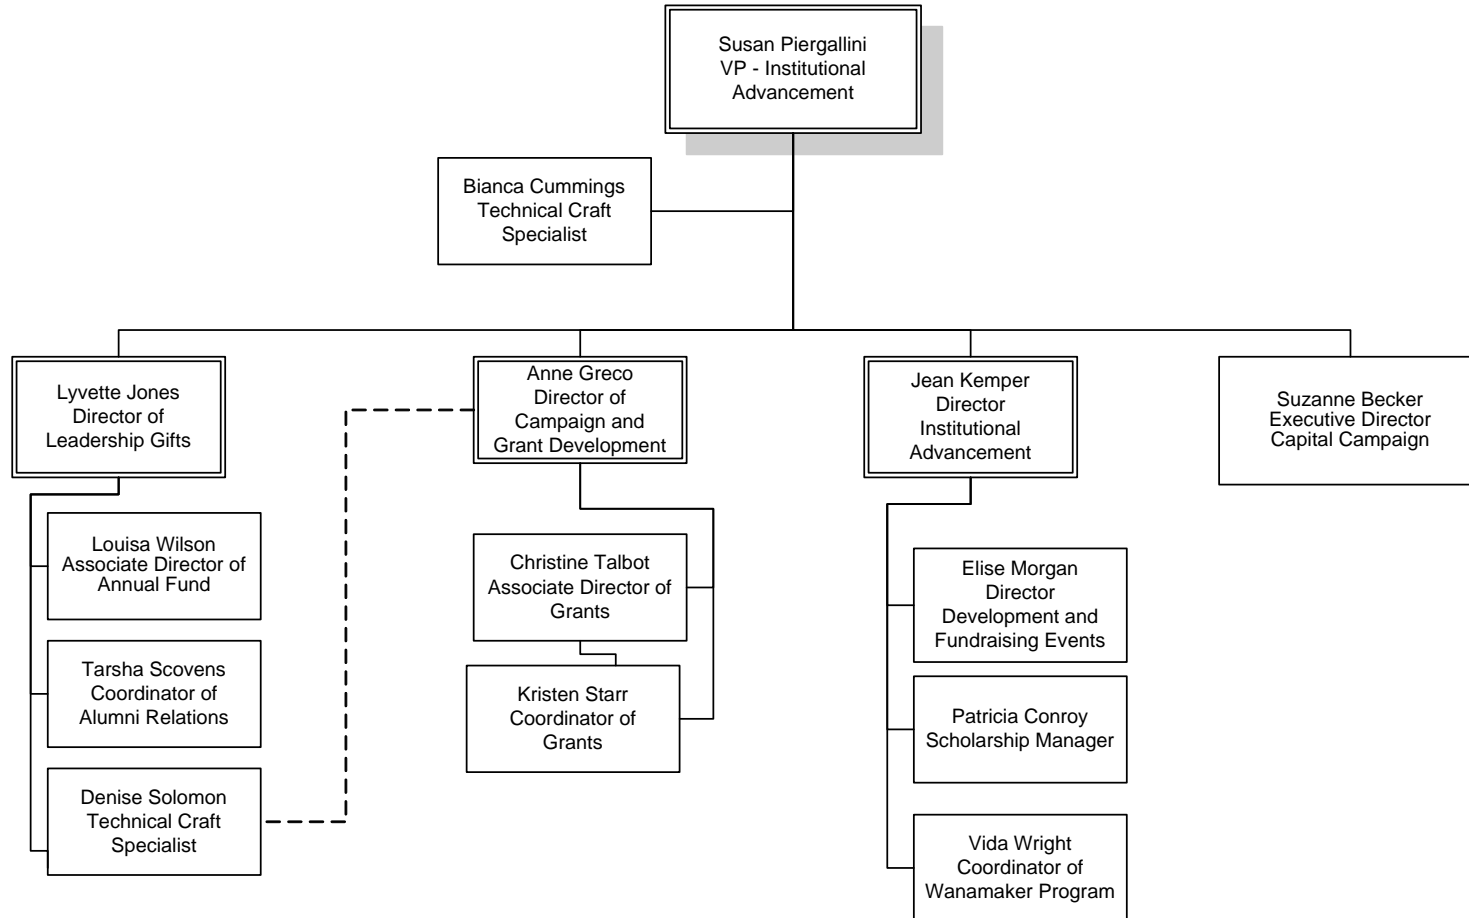 Susan Piergallini
VP - Institutional
Advancement
Bianca Cummings
Technical Craft
Specialist
Lyvette Jones
Director of
Leadership Gifts
Anne Greco
Director of
Campaign and
Grant Development
Jean Kemper
Director
Institutional
Advancement
Suzanne Becker
Executive Director
Capital Campaign
Louisa Wilson
Associate Director of
Annual Fund
Tarsha Scovens
Coordinator of
Alumni Relations
Denise Solomon
Technical Craft
Specialist
Christine Talbot
Associate Director of
Grants
Kristen Starr
Coordinator of
Grants
Elise Morgan
Director
Development and
Fundraising Events
Patricia Conroy
Scholarship Manager
Vida Wright
Coordinator of
Wanamaker Program